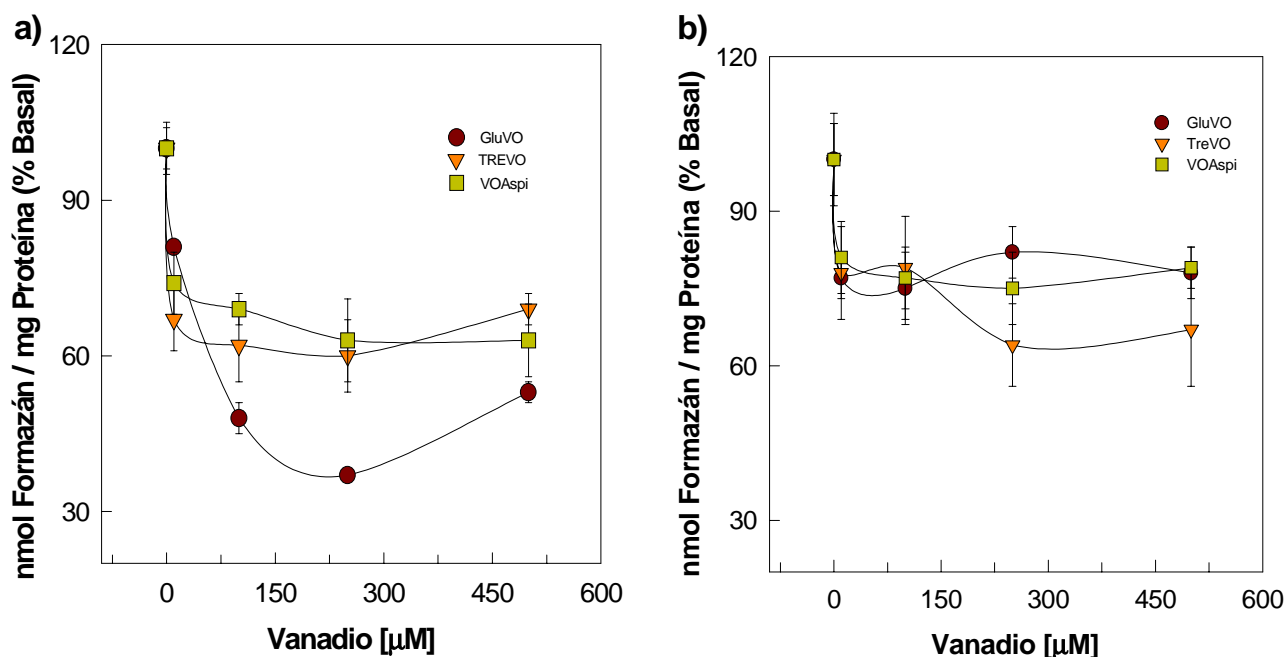 a)
nmol Formazán / mg Proteína (% Basal)
120
90
60
30
GluVO
TREVO
VOAspi
0 150 300 450 600
Vanadio [µM]
b)
nmol Formazán / mg Proteína (% Basal)
120
90
60
30
GluVO
TreVO
VOAspi
0 150 300 450 600
Vanadio [µM]